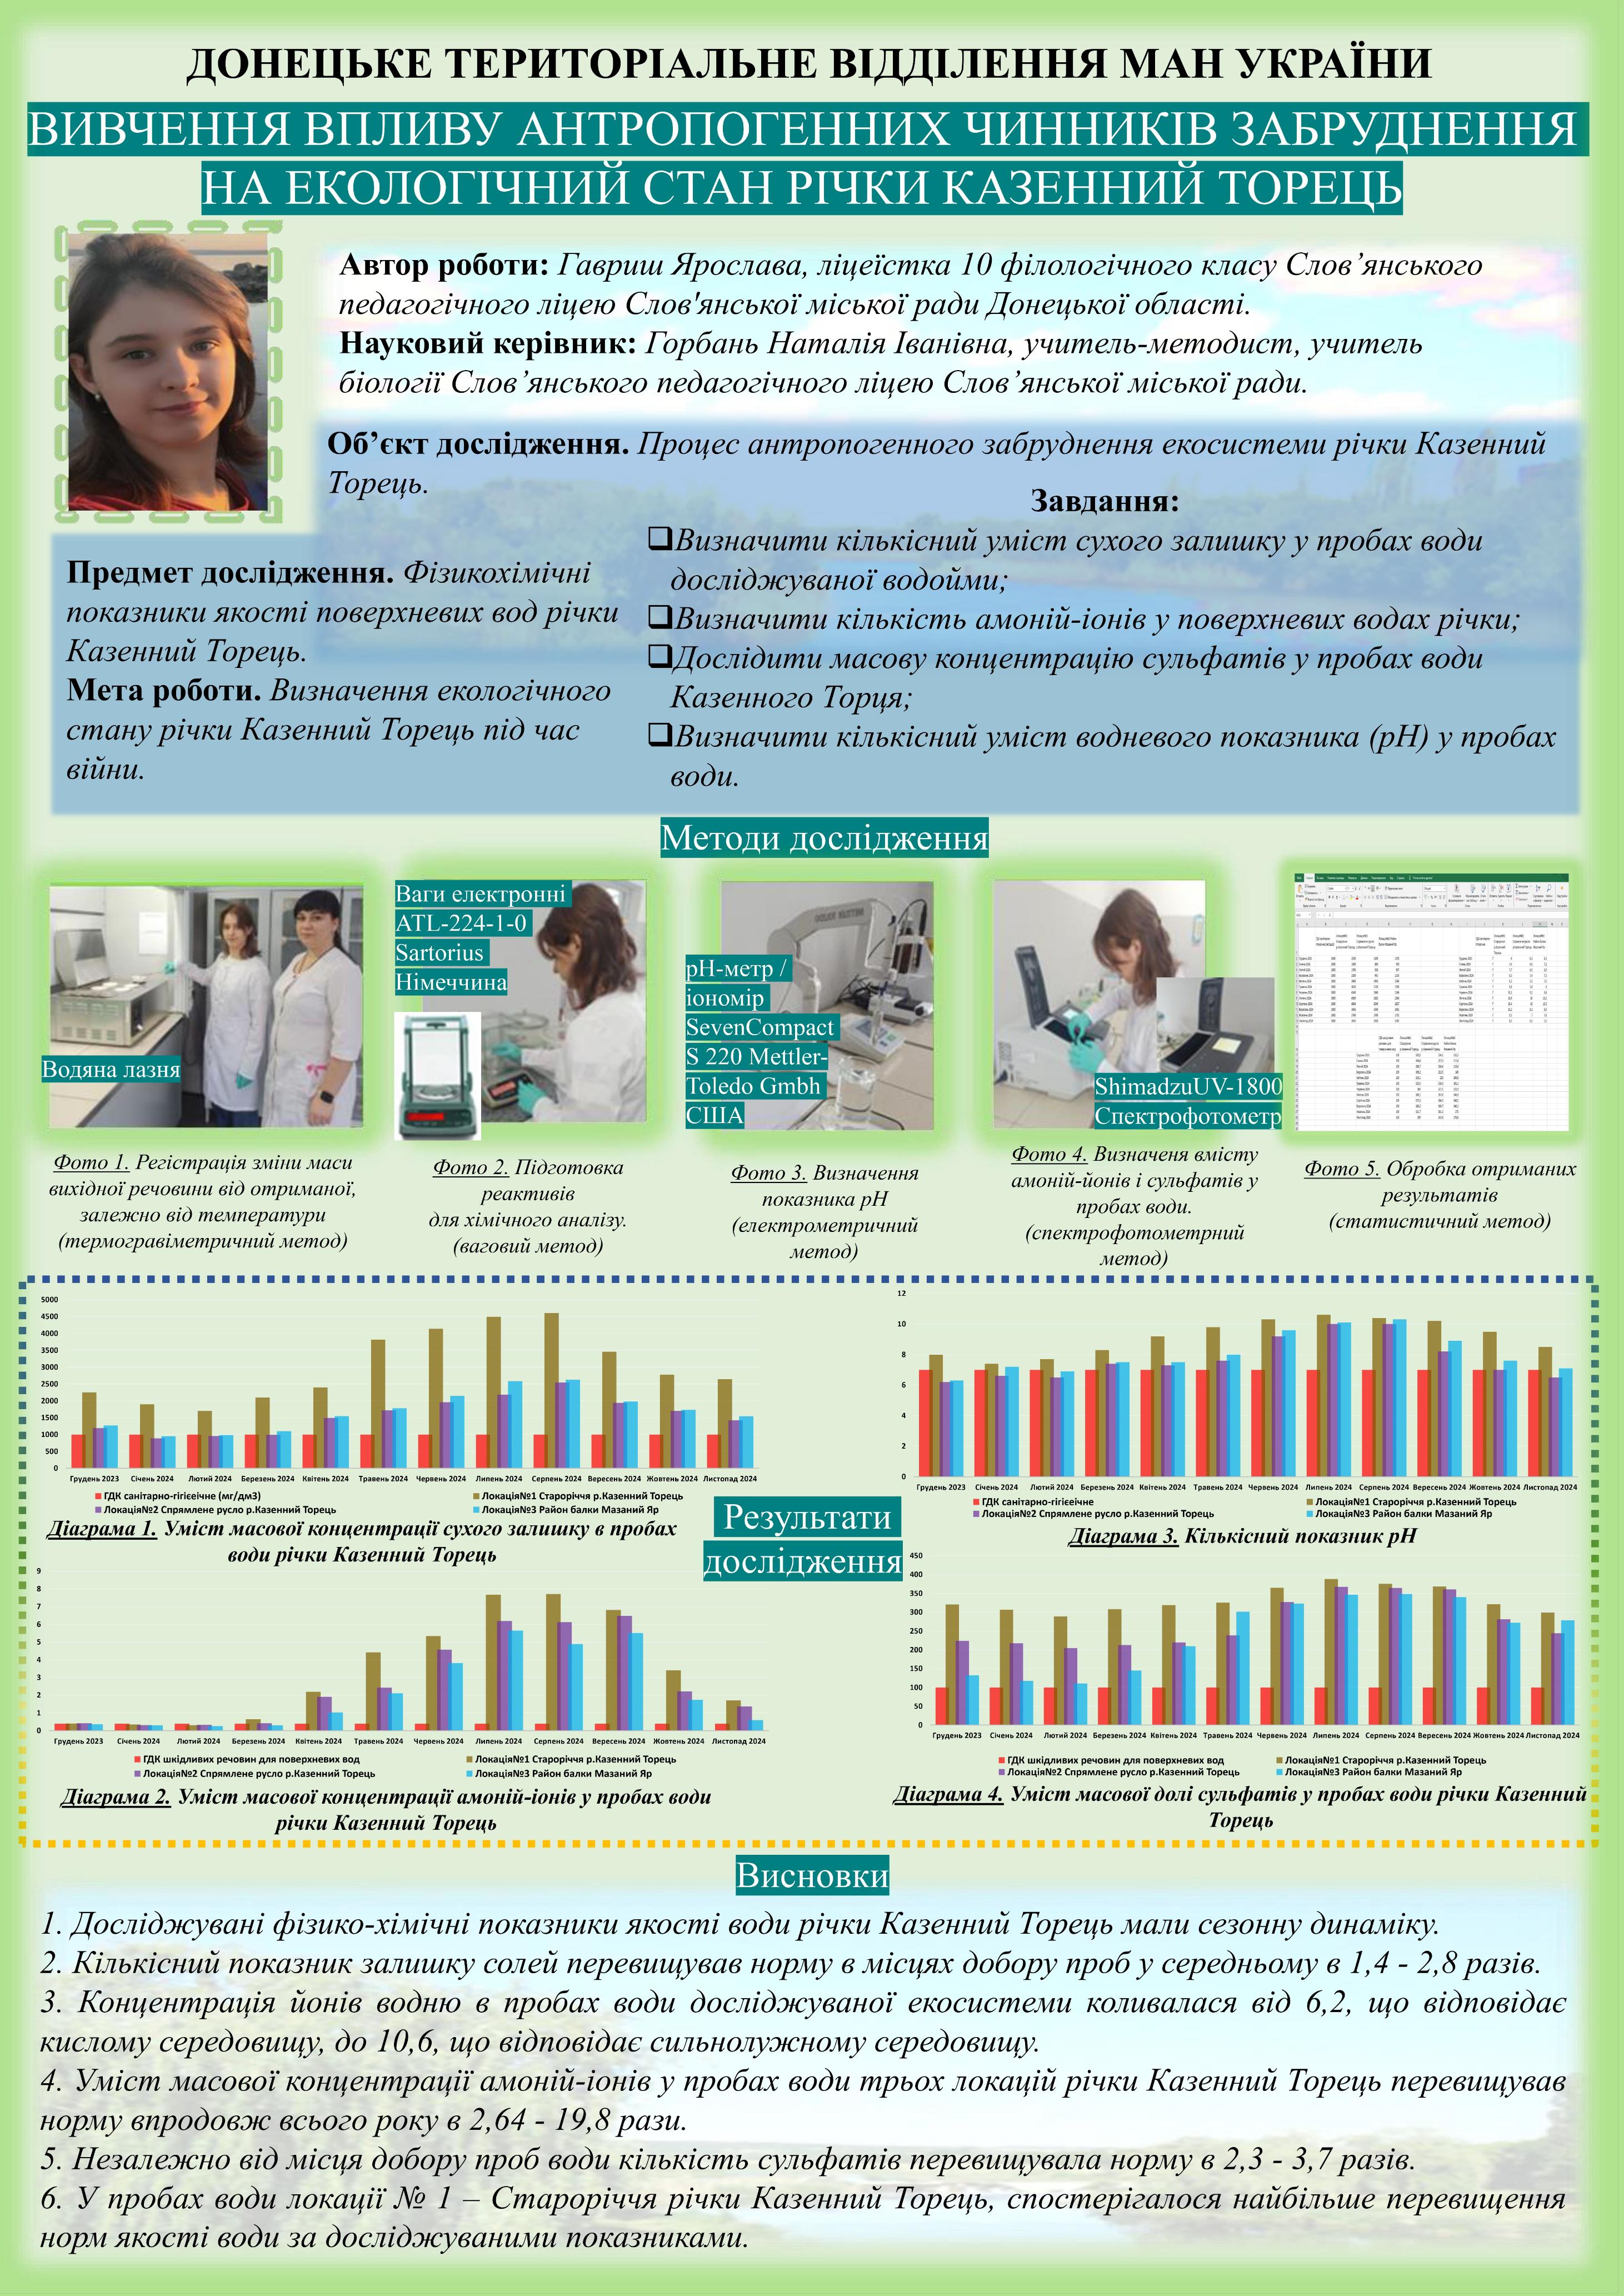 ДОНЕЦЬКЕ ТЕРИТОРІАЛЬНЕ ВІДДІЛЕННЯ МАН УКРАЇНИ
ВИВЧЕННЯ ВПЛИВУ АНТРОПОГЕННИХ ЧИННИКІВ ЗАБРУДНЕННЯ
НА ЕКОЛОГІЧНИЙ СТАН РІЧКИ КАЗЕННИЙ ТОРЕЦЬ
Автор роботи: Гавриш Ярослава, ліцеїстка 10 філологічного класу Слов’янського
педагогічного ліцею Слов'янської міської ради Донецької області.
Науковий керівник: Горбань Наталія Іванівна, учитель-методист, учитель
біології Слов’янського педагогічного ліцею Слов’янської міської ради.
Об’єкт дослідження. Процес антропогенного забруднення екосистеми річки Казенний
Торець.
Предмет дослідження. Фізикохімічні
показники якості поверхневих вод річки
Казенний Торець.
Мета роботи. Визначення екологічного
стану річки Казенний Торець під час
війни.
Завдання:
❑Визначити кількісний уміст сухого залишку у пробах води
досліджуваної водойми;
❑Визначити кількість амоній-іонів у поверхневих водах річки;
❑Дослідити масову концентрацію сульфатів у пробах води
Казенного Торця;
❑Визначити кількісний уміст водневого показника (рН) у пробах
води.
Методи дослідження
Водяна лазня
Ваги електронні
ATL-224-1-0
Sartorius
Німеччина
рН-метр /
іономір
SevenCompact
S 220 Mettler-
Toledo Gmbh
США
ShimadzuUV-1800
Спектрофотометр
Фото 1. Регістрація зміни маси
вихідної речовини від отриманої,
залежно від температури
(термогравіметричний метод)
Фото 2. Підготовка
реактивів
для хімічного аналізу.
(ваговий метод)
Фото 3. Визначення
показника рН
(електрометричний
метод)
Фото 4. Визначеня вмісту
амоній-йонів і сульфатів у
пробах води.
(спектрофотометрний
метод)
Фото 5. Обробка отриманих
результатів
(статистичний метод)
5000
4500
4000
3500
3000
2500
2000
1500
1000
500
0
Грудень 2023 Січень 2024 Лютий 2024 Березень 2024 Квітень 2024 Травень 2024 Червень 2024 Липень 2024 Серпень 2024 Вересень 2024 Жовтень 2024 Листопад 2024
ГДК санітарно-гігієеічне (мг/дм3) Локація№1 Староріччя р.Казенний Торець
Локація№2 Спрямлене русло р.Казенний Торець Локація№3 Район балки Мазаний Яр
Діаграма 1. Уміст масової концентрації сухого залишку в пробах
води річки Казенний Торець
12
10
8
6
4
2
0
Грудень 2023 Січень 2024 Лютий 2024 Березень 2024 Квітень 2024 Травень 2024 Червень 2024 Липень 2024 Серпень 2024 Вересень 2024 Жовтень 2024 Листопад 2024
ГДК санітарно-гігієеічне Локація№1 Староріччя р.Казенний Торець
Локація№2 Спрямлене русло р.Казенний Торець Локація№3 Район балки Мазаний Яр
Діаграма 3. Кількісний показник рН
Результати
дослідження
9
8
7
6
5
4
3
2
1
0
Грудень 2023 Січень 2024 Лютий 2024 Березень 2024 Квітень 2024 Травень 2024 Червень 2024 Липень 2024 Серпень 2024 Вересень 2024 Жовтень 2024 Листопад 2024
ГДК шкідливих речовин для поверхневих вод Локація№1 Староріччя р.Казенний Торець
Локація№2 Спрямлене русло р.Казенний Торець Локація№3 Район балки Мазаний Яр
Діаграма 2. Уміст масової концентрації амоній-іонів у пробах води
річки Казенний Торець
450
400
350
300
250
200
150
100
50
0
Грудень 2023 Січень 2024 Лютий 2024 Березень 2024 Квітень 2024 Травень 2024 Червень 2024 Липень 2024 Серпень 2024 Вересень 2024 Жовтень 2024 Листопад 2024
ГДК шкідливих речовин для поверхневих вод Локація№1 Староріччя р.Казенний Торець
Локація№2 Спрямлене русло р.Казенний Торець Локація№3 Район балки Мазаний Яр
Діаграма 4. Уміст масової долі сульфатів у пробах води річки Казенний
Торець
Висновки
1. Досліджувані фізико-хімічні показники якості води річки Казенний Торець мали сезонну динаміку.
2. Кількісний показник залишку солей перевищував норму в місцях добору проб у середньому в 1,4 - 2,8 разів.
3. Концентрація йонів водню в пробах води досліджуваної екосистеми коливалася від 6,2, що відповідає
кислому середовищу, до 10,6, що відповідає сильнолужному середовищу.
4. Уміст масової концентрації амоній-іонів у пробах води трьох локацій річки Казенний Торець перевищував
норму впродовж всього року в 2,64 - 19,8 рази.
5. Незалежно від місця добору проб води кількість сульфатів перевищувала норму в 2,3 - 3,7 разів.
6. У пробах води локації № 1 – Староріччя річки Казенний Торець, спостерігалося найбільше перевищення
норм якості води за досліджуваними показниками.